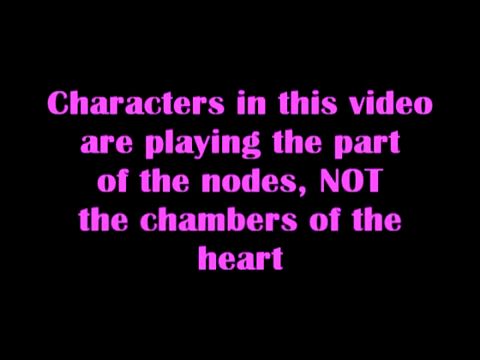 Characters in this video
are playing the part
of the nodes, NOT
the chambers of the
heart